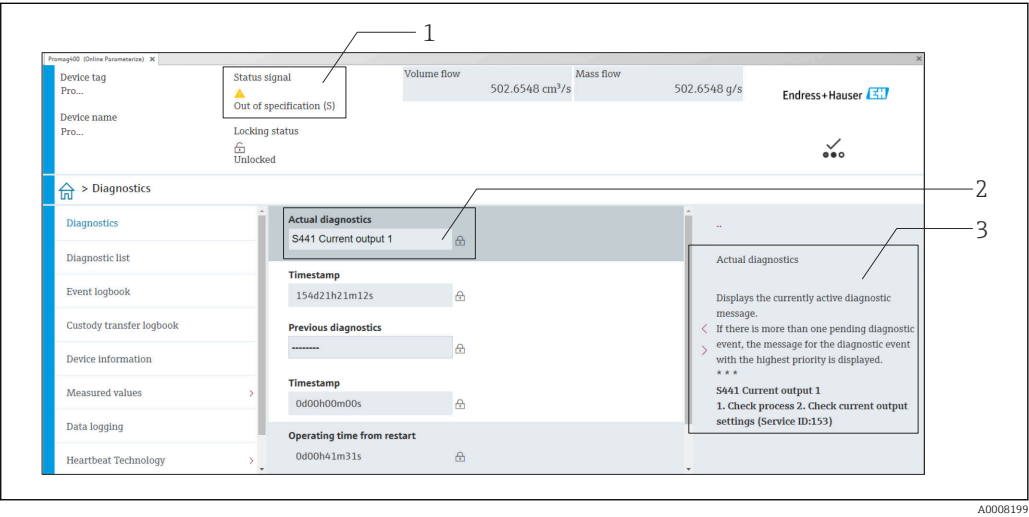 1
Promag400 (Online Parameterize) ×
Device tag
Pro...
Device name
Pro...
Status signal
Out of specification (S)
Locking status
Unlocked
Volume flow
502.6548 cm³/s
Mass flow
502.6548 g/s
Endress+Hauser EH
> Diagnostics
2
3
Diagnostics
Diagnostic list
Event logbook
Custody transfer logbook
Device information
Measured values >
Data logging
Heartbeat Technology >
Actual diagnostics
S441 Current output 1
Timestamp
154d21h21m12s
Previous diagnostics
--------
Timestamp
0d00h00m00s
Operating time from restart
0d00h41m31s
..
Actual diagnostics
Displays the currently active diagnostic
message.
If there is more than one pending diagnostic
event, the message for the diagnostic event
with the highest priority is displayed.
* * *
S441 Current output 1
1. Check process 2. Check current output
settings (Service ID:153)
A0008199